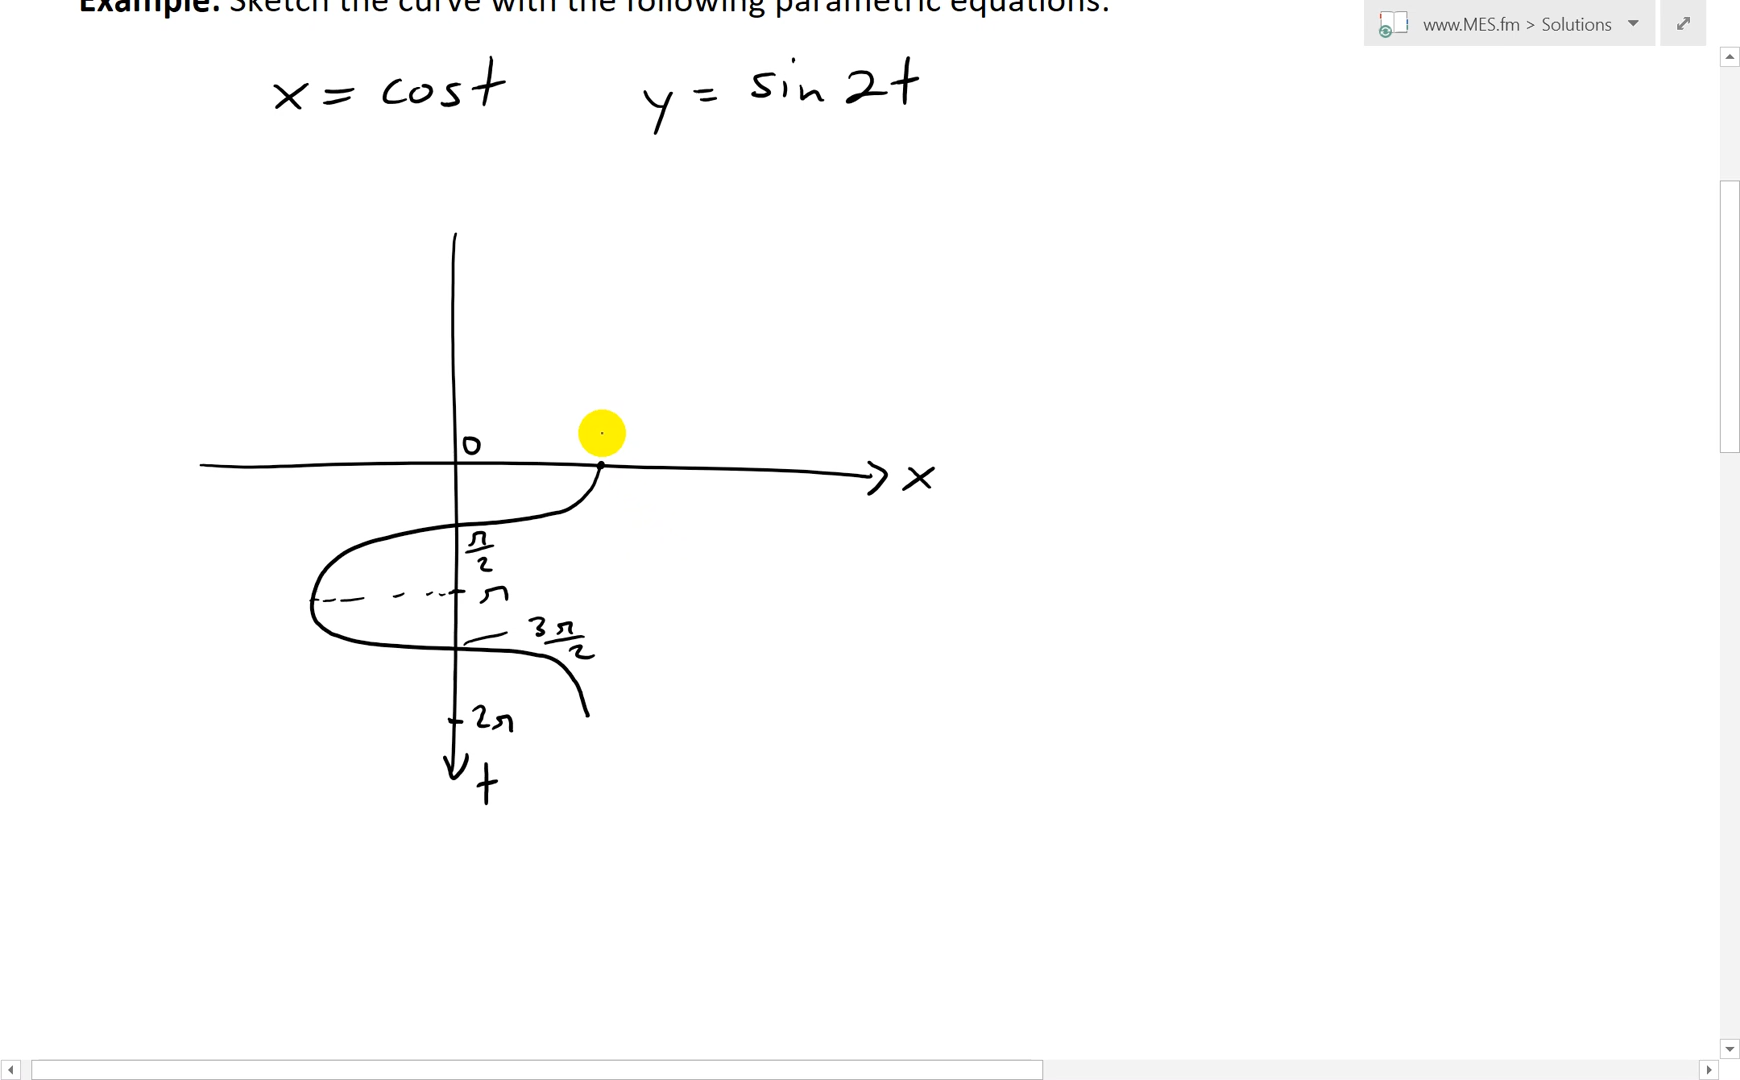 Example: Sketch the curve with the following parametric equations.
www.MES.fm > Solutions
x = cost y = sin 2t
0
x
π/2
π
3π/2
2π
t